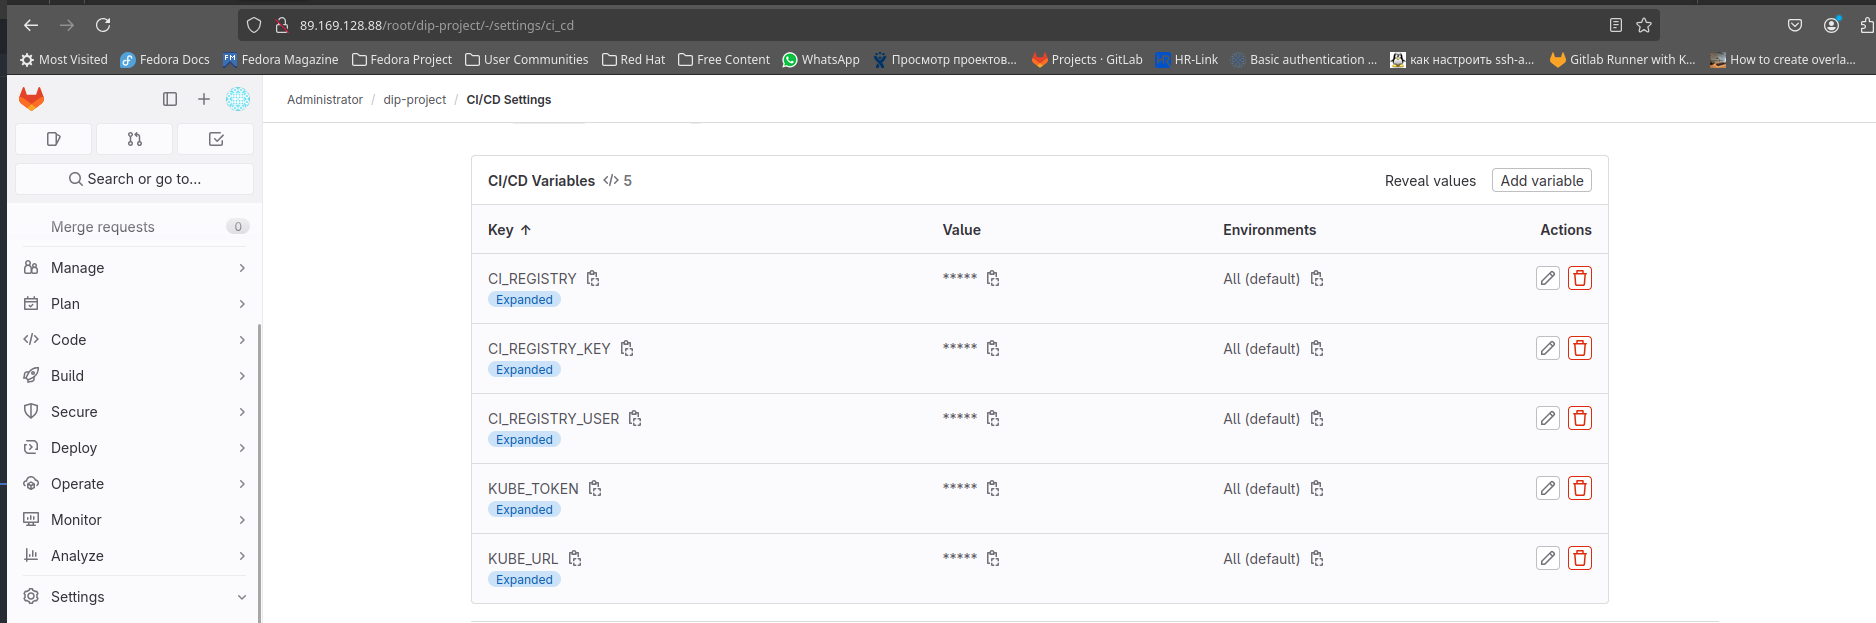 89.169.128.88/root/dip-project/-/settings/ci_cd
Most Visited Fedora Docs Fedora Magazine Fedora Project User Communities Red Hat Free Content WhatsApp Просмотр проектов... Projects · GitLab HR-Link Basic authentication ... как настроить ssh-a... Gitlab Runner with K... How to create overla...
Administrator / dip-project / CI/CD Settings
Search or go to...
Merge requests 0
Manage
Plan
Code
Build
Secure
Deploy
Operate
Monitor
Analyze
Settings
CI/CD Variables 5 Reveal values Add variable
Key Value Environments Actions
CI_REGISTRY ***** All (default)
Expanded
CI_REGISTRY_KEY ***** All (default)
Expanded
CI_REGISTRY_USER ***** All (default)
Expanded
KUBE_TOKEN ***** All (default)
Expanded
KUBE_URL ***** All (default)
Expanded